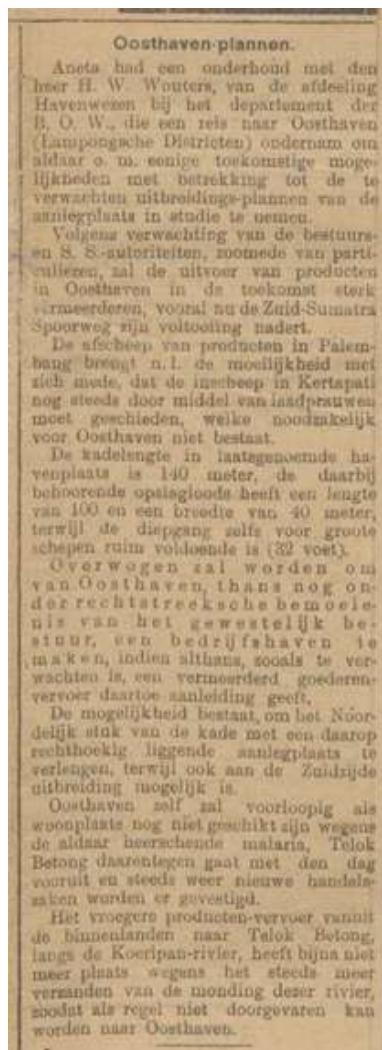 Oosthaven-plannen.
Aneta had een onderhoud met den
heer H. W. Wouters, van de afdeeling
Havenwezen bij het departement der
B. O. W., die een reis naar Oosthaven
(Lampongsche Districten) ondernam om
aldaar o. m. eenige toekomstige moge-
lijkheden met betrekking tot de te
verwachten uitbreidings-plannen van de
aanlegplaats in studie te nemen.
Volgens verwachting van de bestuurs-
en S. S.-autoriteiten, zoomede van parti-
culieren, zal de uitvoer van producten
in Oosthaven in de toekomst sterk
vermeerderen, vooral nu de Zuid-Sumatra
Spoorweg zijn voltooiing nadert.
De afscheep van producten in Palem-
bang brengt n.l. de moeilijkheid met
zich mede, dat de inscheep in Kertapati
nog steeds door middel van laadprauwen
moet geschieden, welke noodzakelijk
voor Oosthaven niet bestaat.
De kadelengte in laatstgenoemde ha-
venplaats is 140 meter, de daarbij
behoorende opslagloods heeft een lengte
van 100 en een breedte van 40 meter,
terwijl de diepgang zelfs voor groote
schepen ruim voldoende is (32 voet).
Overwogen zal worden om
van Oosthaven, thans nog on-
der rechtstreeksche bemoeie-
nis van het gewestelijk be-
stuur, een bedrijfshaven te
maken, indien althans, zooals te ver-
wachten is, een vermeerderd goederen-
vervoer daartoe aanleiding geeft.
De mogelijkheid bestaat, om het Noor-
delijk stuk van de kade met een daarop
rechthoekig liggende aanlegplaats te
verlengen, terwijl ook aan de Zuidzijde
uitbreiding mogelijk is.
Oosthaven zelf zal voorloopig als
woonplaats nog niet geschikt zijn wegens
de aldaar heerschende malaria, Telok
Betong daarentegen gaat met den dag
vooruit en steeds weer nieuwe handels-
zaken worden er gevestigd.
Het vroegere producten-vervoer vanuit
de binnenlanden naar Telok Betong,
langs de Koeripan-rivier, heeft bijna niet
meer plaats wegens het steeds meer
verzanden van de monding dezer rivier,
zoodat als regel niet doorgevaren kan
worden naar Oosthaven.